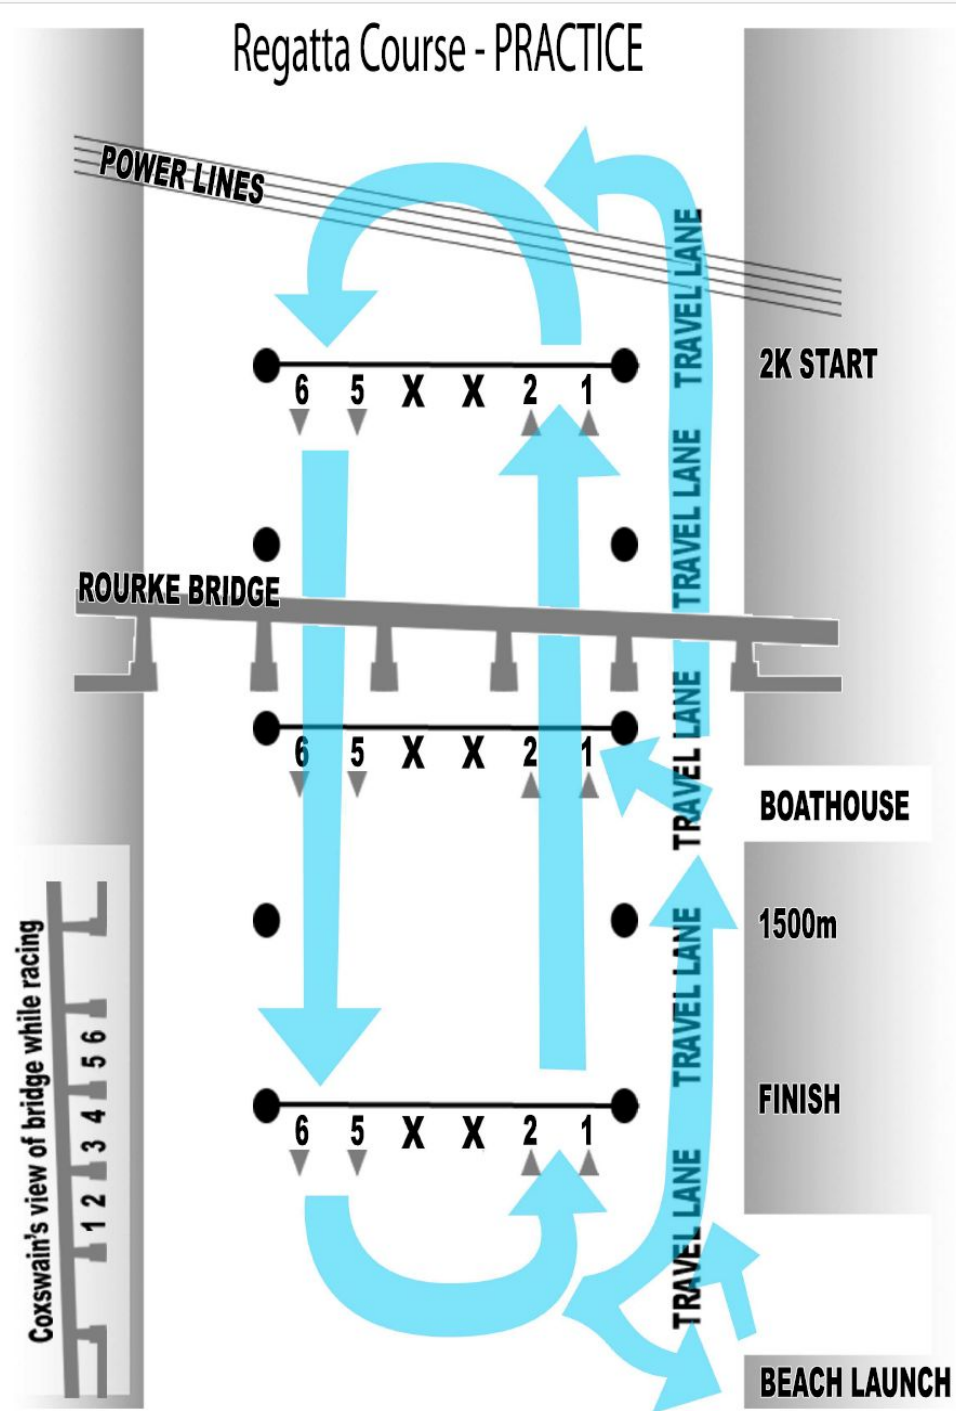 Regatta Course - PRACTICE
POWER LINES
TRAVEL LANE
2K START
6 5 X X 2 1
TRAVEL LANE
ROURKE BRIDGE
TRAVEL LANE
6 5 X X 2 1
BOATHOUSE
1500m
TRAVEL LANE
FINISH
6 5 X X 2 1
TRAVEL LANE
BEACH LAUNCH
Coxswain's view of bridge while racing
1 2 3 4 5 6